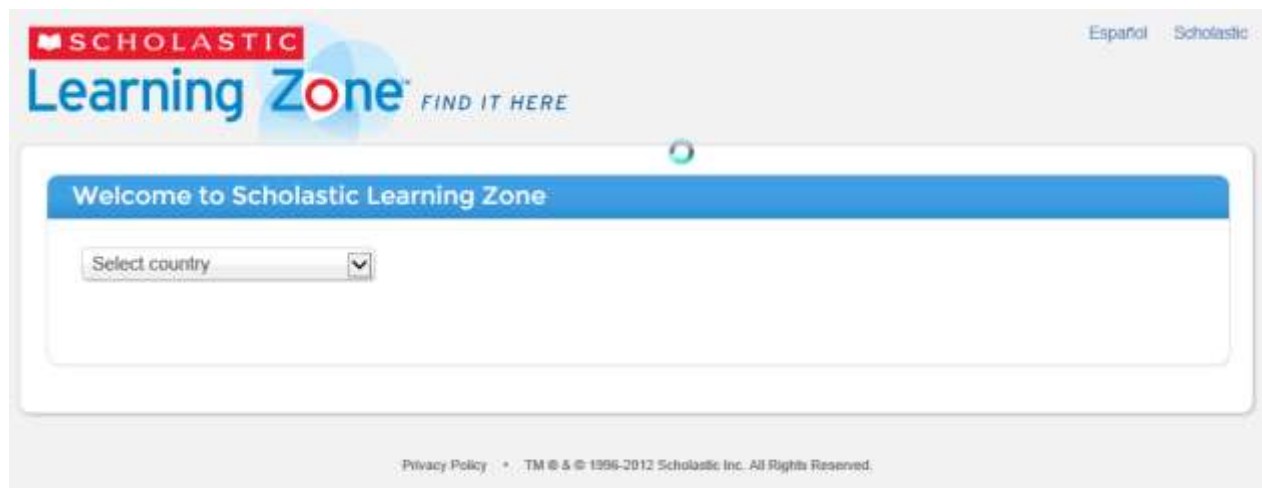 SCHOLASTIC
Español Scholastic
Learning Zone™ FIND IT HERE
Welcome to Scholastic Learning Zone
Select country
Privacy Policy • TM ® & © 1996-2012 Scholastic Inc. All Rights Reserved.